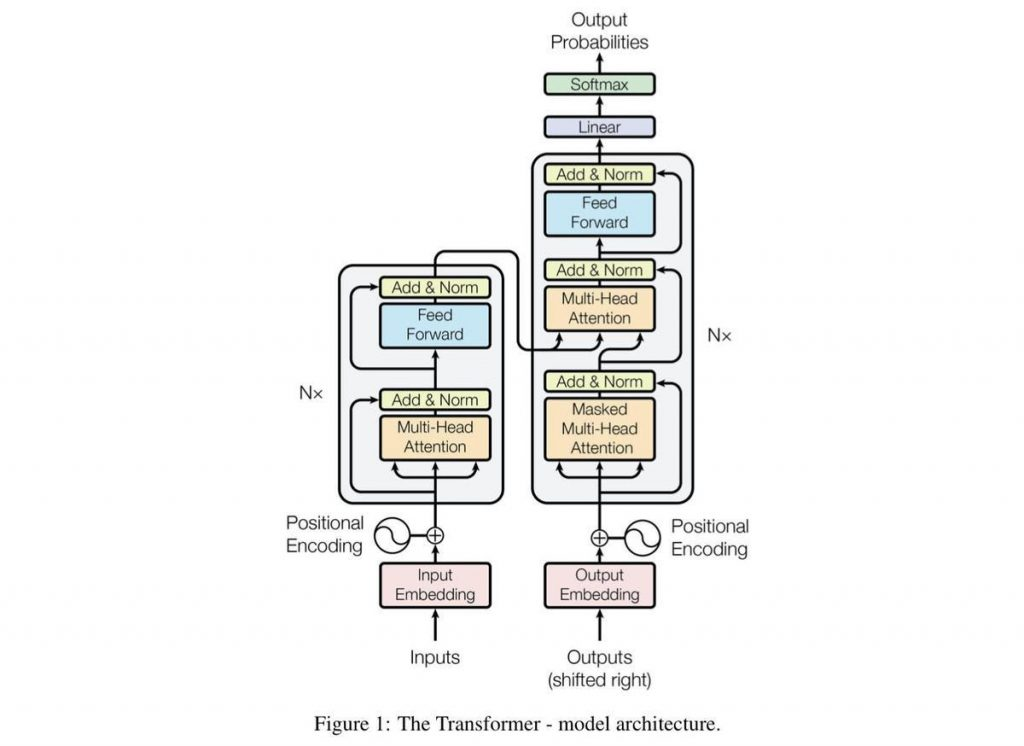 Output
Probabilities
Softmax
Linear
Add & Norm
Feed
Forward
Add & Norm
Multi-Head
Attention
Add & Norm
Masked
Multi-Head
Attention
N×
Add & Norm
Feed
Forward
Add & Norm
Multi-Head
Attention
N×
Positional
Encoding
Positional
Encoding
Input
Embedding
Output
Embedding
Inputs
Outputs
(shifted right)
Figure 1: The Transformer - model architecture.